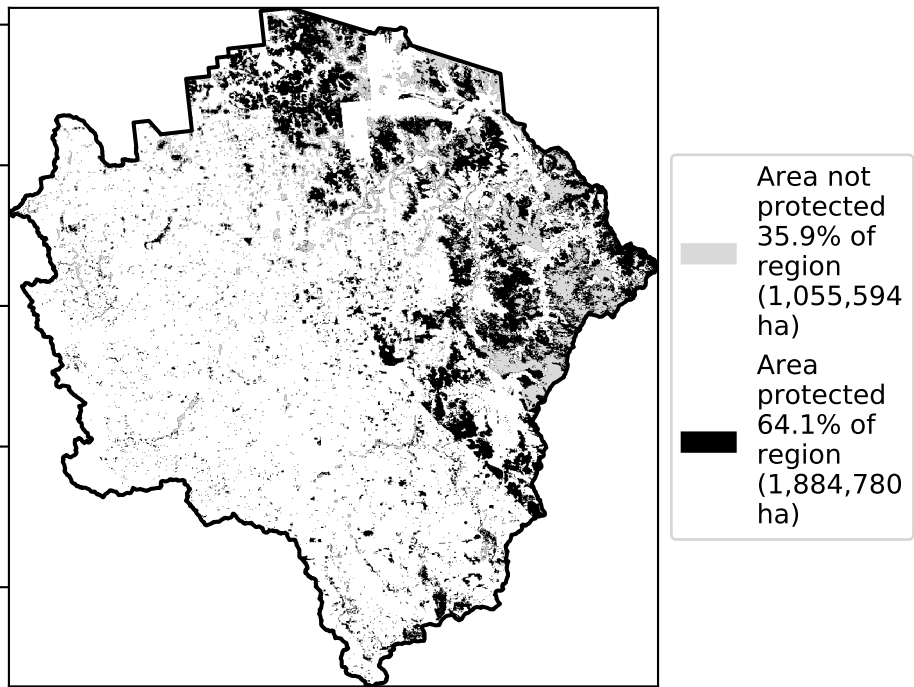 Area not
protected
35.9% of
region
(1,055,594
ha)
Area
protected
64.1% of
region
(1,884,780
ha)